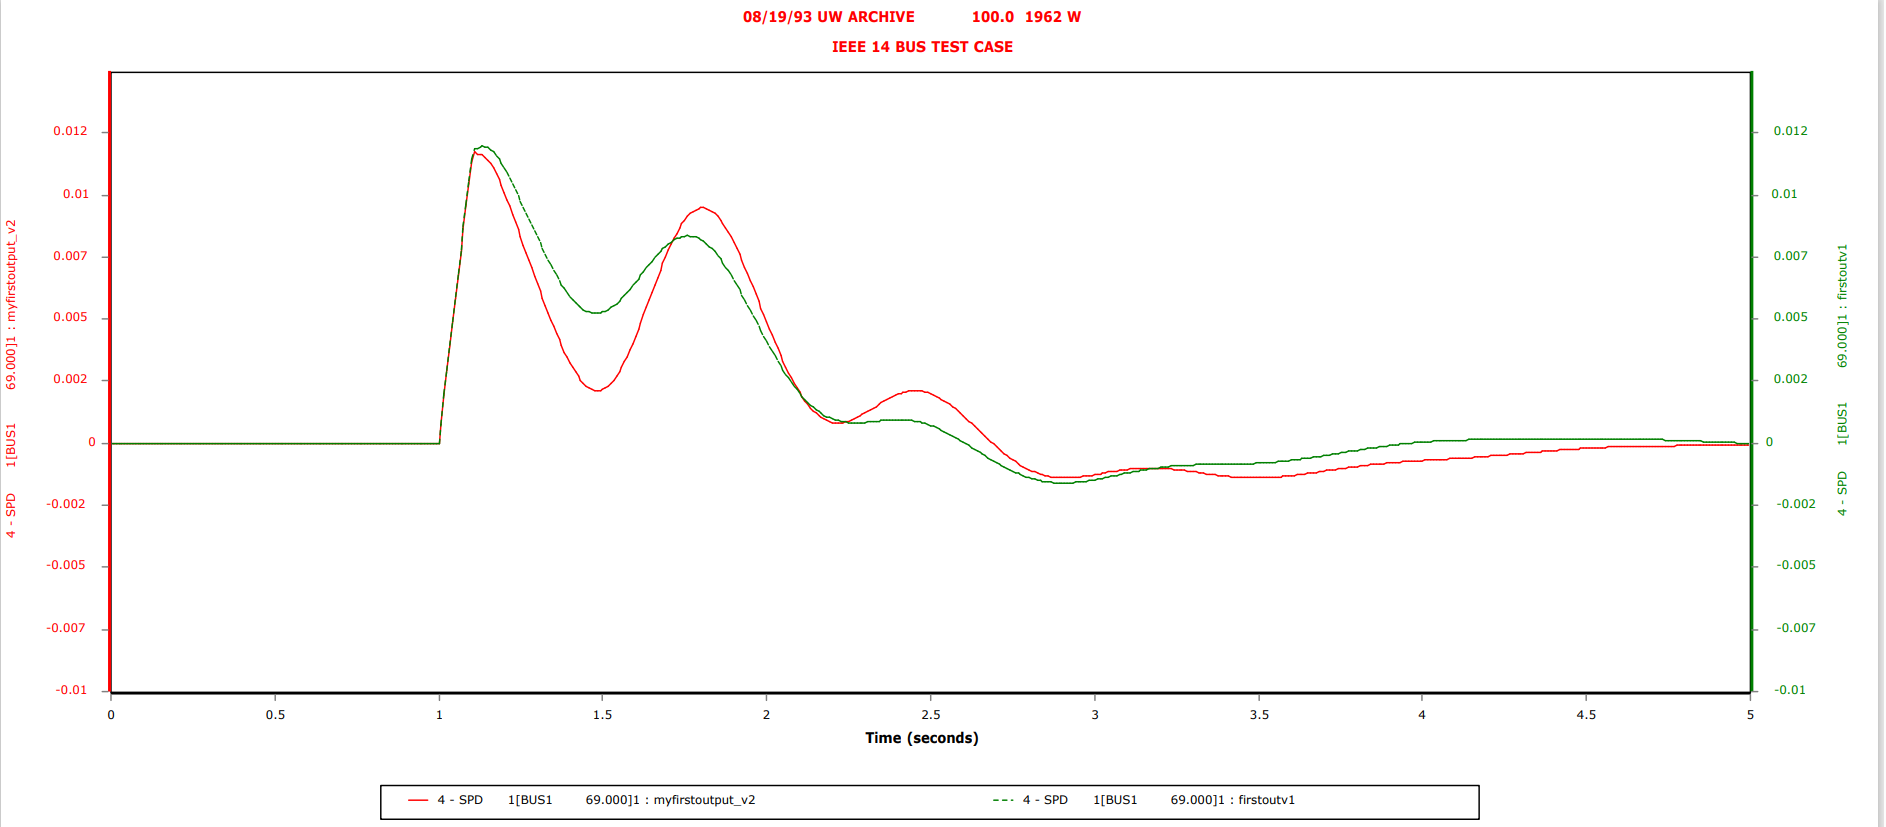 08/19/93 UW ARCHIVE 100.0 1962 W
IEEE 14 BUS TEST CASE
4 - SPD 1[BUS1 69.000]1 : myfirstoutput_v2
0.012
0.01
0.007
0.005
0.002
0
-0.002
-0.005
-0.007
-0.01
0.012
0.01
0.007
0.005
0.002
0
-0.002
-0.005
-0.007
-0.01
4 - SPD 1[BUS1 69.000]1 : firstoutv1
0 0.5 1 1.5 2 2.5 3 3.5 4 4.5 5
Time (seconds)
4 - SPD 1[BUS1 69.000]1 : myfirstoutput_v2 4 - SPD 1[BUS1 69.000]1 : firstoutv1